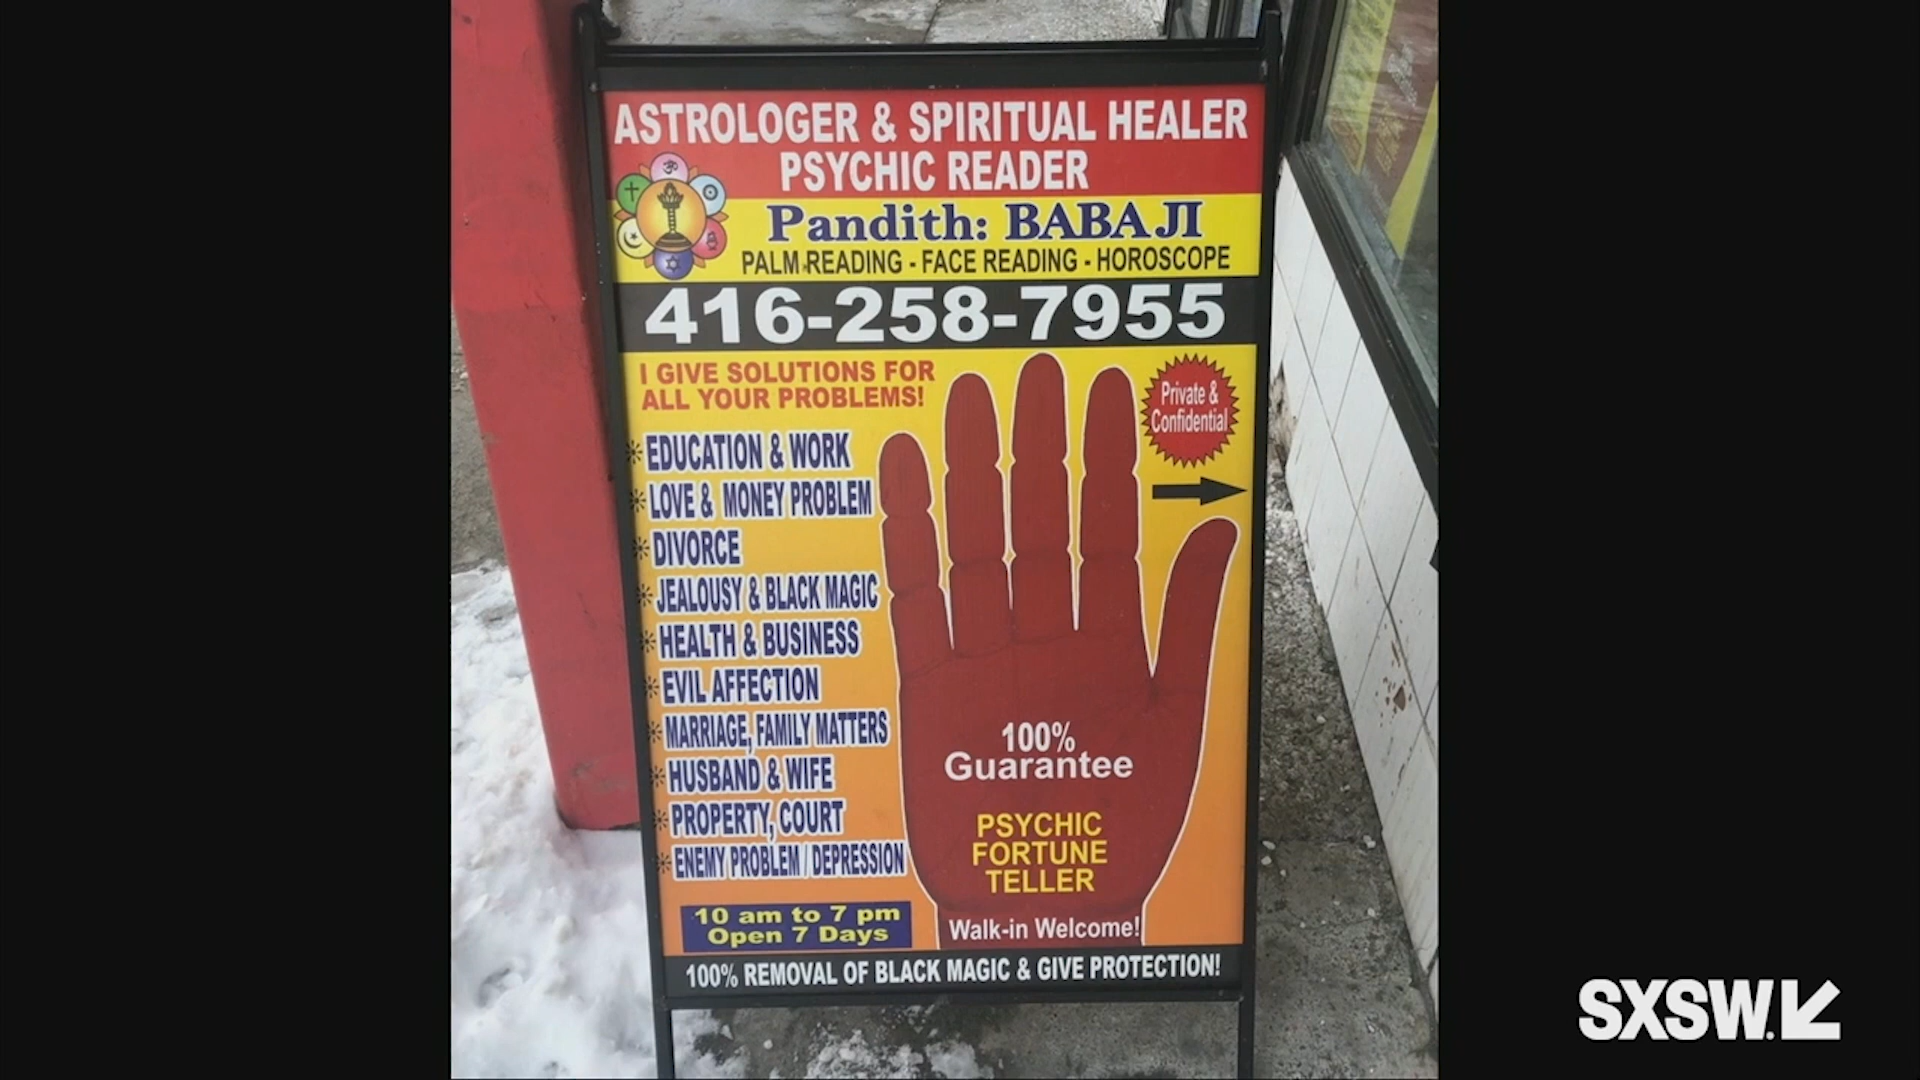 ASTROLOGER & SPIRITUAL HEALER
PSYCHIC READER
Pandith: BABA JI
PALM READING - FACE READING - HOROSCOPE
416-258-7955
I GIVE SOLUTIONS FOR
ALL YOUR PROBLEMS!
Private &
Confidential
EDUCATION & WORK
LOVE & MONEY PROBLEM
DIVORCE
JEALOUSY & BLACK MAGIC
HEALTH & BUSINESS
EVIL AFFECTION
MARRIAGE, FAMILY MATTERS
HUSBAND & WIFE
PROPERTY, COURT
ENEMY PROBLEM / DEPRESSION
100%
Guarantee
PSYCHIC
FORTUNE
TELLER
10 am to 7 pm
Open 7 Days
Walk-in Welcome!
100% REMOVAL OF BLACK MAGIC & GIVE PROTECTION!
SXSW.